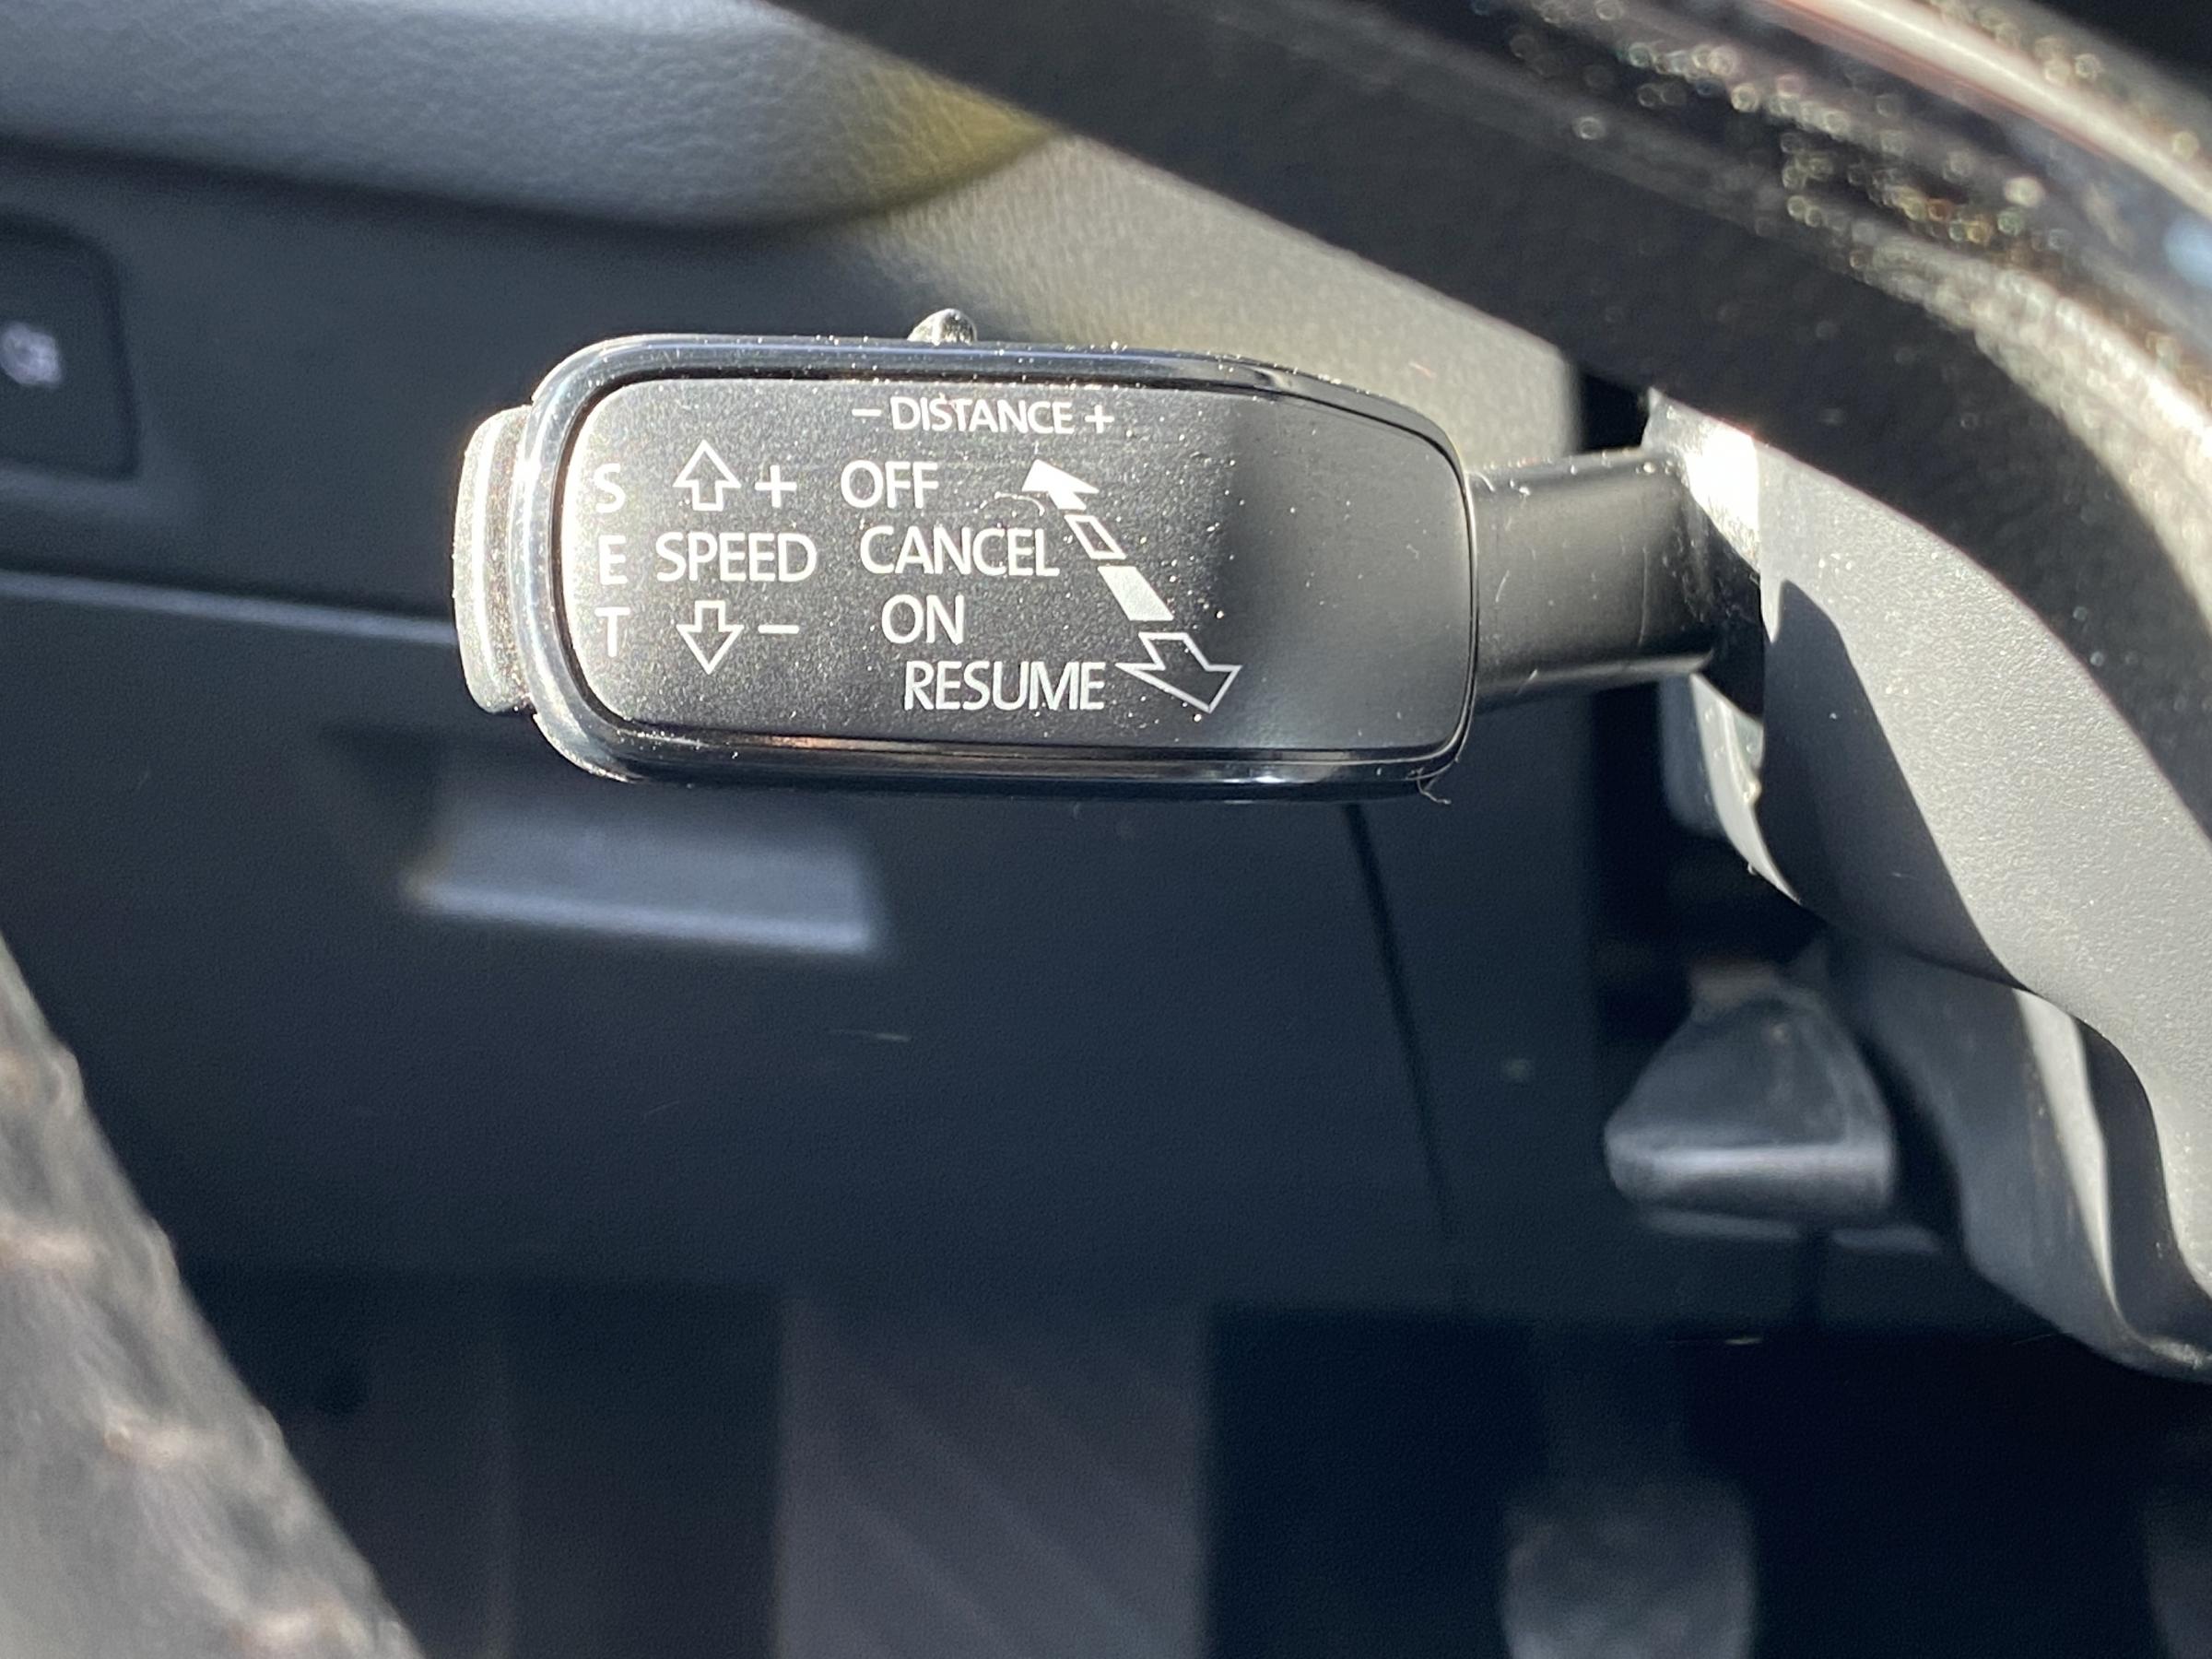 – DISTANCE +
S + OFF
E SPEED CANCEL
T – ON
RESUME